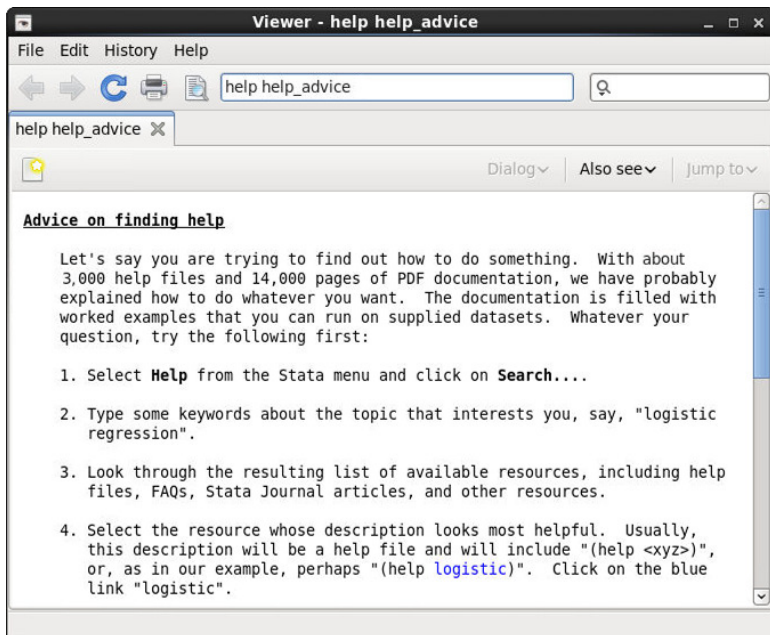 Viewer - help help_advice
File Edit History Help
help help_advice
help help_advice
Dialog Also see Jump to
Advice on finding help
Let's say you are trying to find out how to do something. With about
3,000 help files and 14,000 pages of PDF documentation, we have probably
explained how to do whatever you want. The documentation is filled with
worked examples that you can run on supplied datasets. Whatever your
question, try the following first:
1. Select Help from the Stata menu and click on Search....
2. Type some keywords about the topic that interests you, say, "logistic
regression".
3. Look through the resulting list of available resources, including help
files, FAQs, Stata Journal articles, and other resources.
4. Select the resource whose description looks most helpful. Usually,
this description will be a help file and will include "(help <xyz>)",
or, as in our example, perhaps "(help logistic)". Click on the blue
link "logistic".